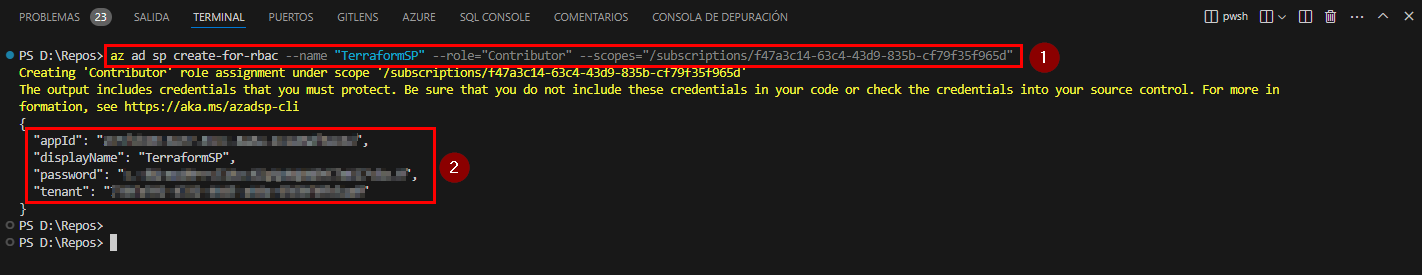 PROBLEMAS 23 SALIDA TERMINAL PUERTOS GITLENS AZURE SQL CONSOLE COMENTARIOS CONSOLA DE DEPURACIÓN pwsh
PS D:\Repos> az ad sp create-for-rbac --name "TerraformSP" --role="Contributor" --scopes="/subscriptions/f47a3c14-63c4-43d9-835b-cf79f35f965d" 1
Creating 'Contributor' role assignment under scope '/subscriptions/f47a3c14-63c4-43d9-835b-cf79f35f965d'
The output includes credentials that you must protect. Be sure that you do not include these credentials in your code or check the credentials into your source control. For more in
formation, see https://aka.ms/azadsp-cli
{
"appId": "",
"displayName": "TerraformSP",
"password": "",
2
"tenant": ""
}
PS D:\Repos>
PS D:\Repos>